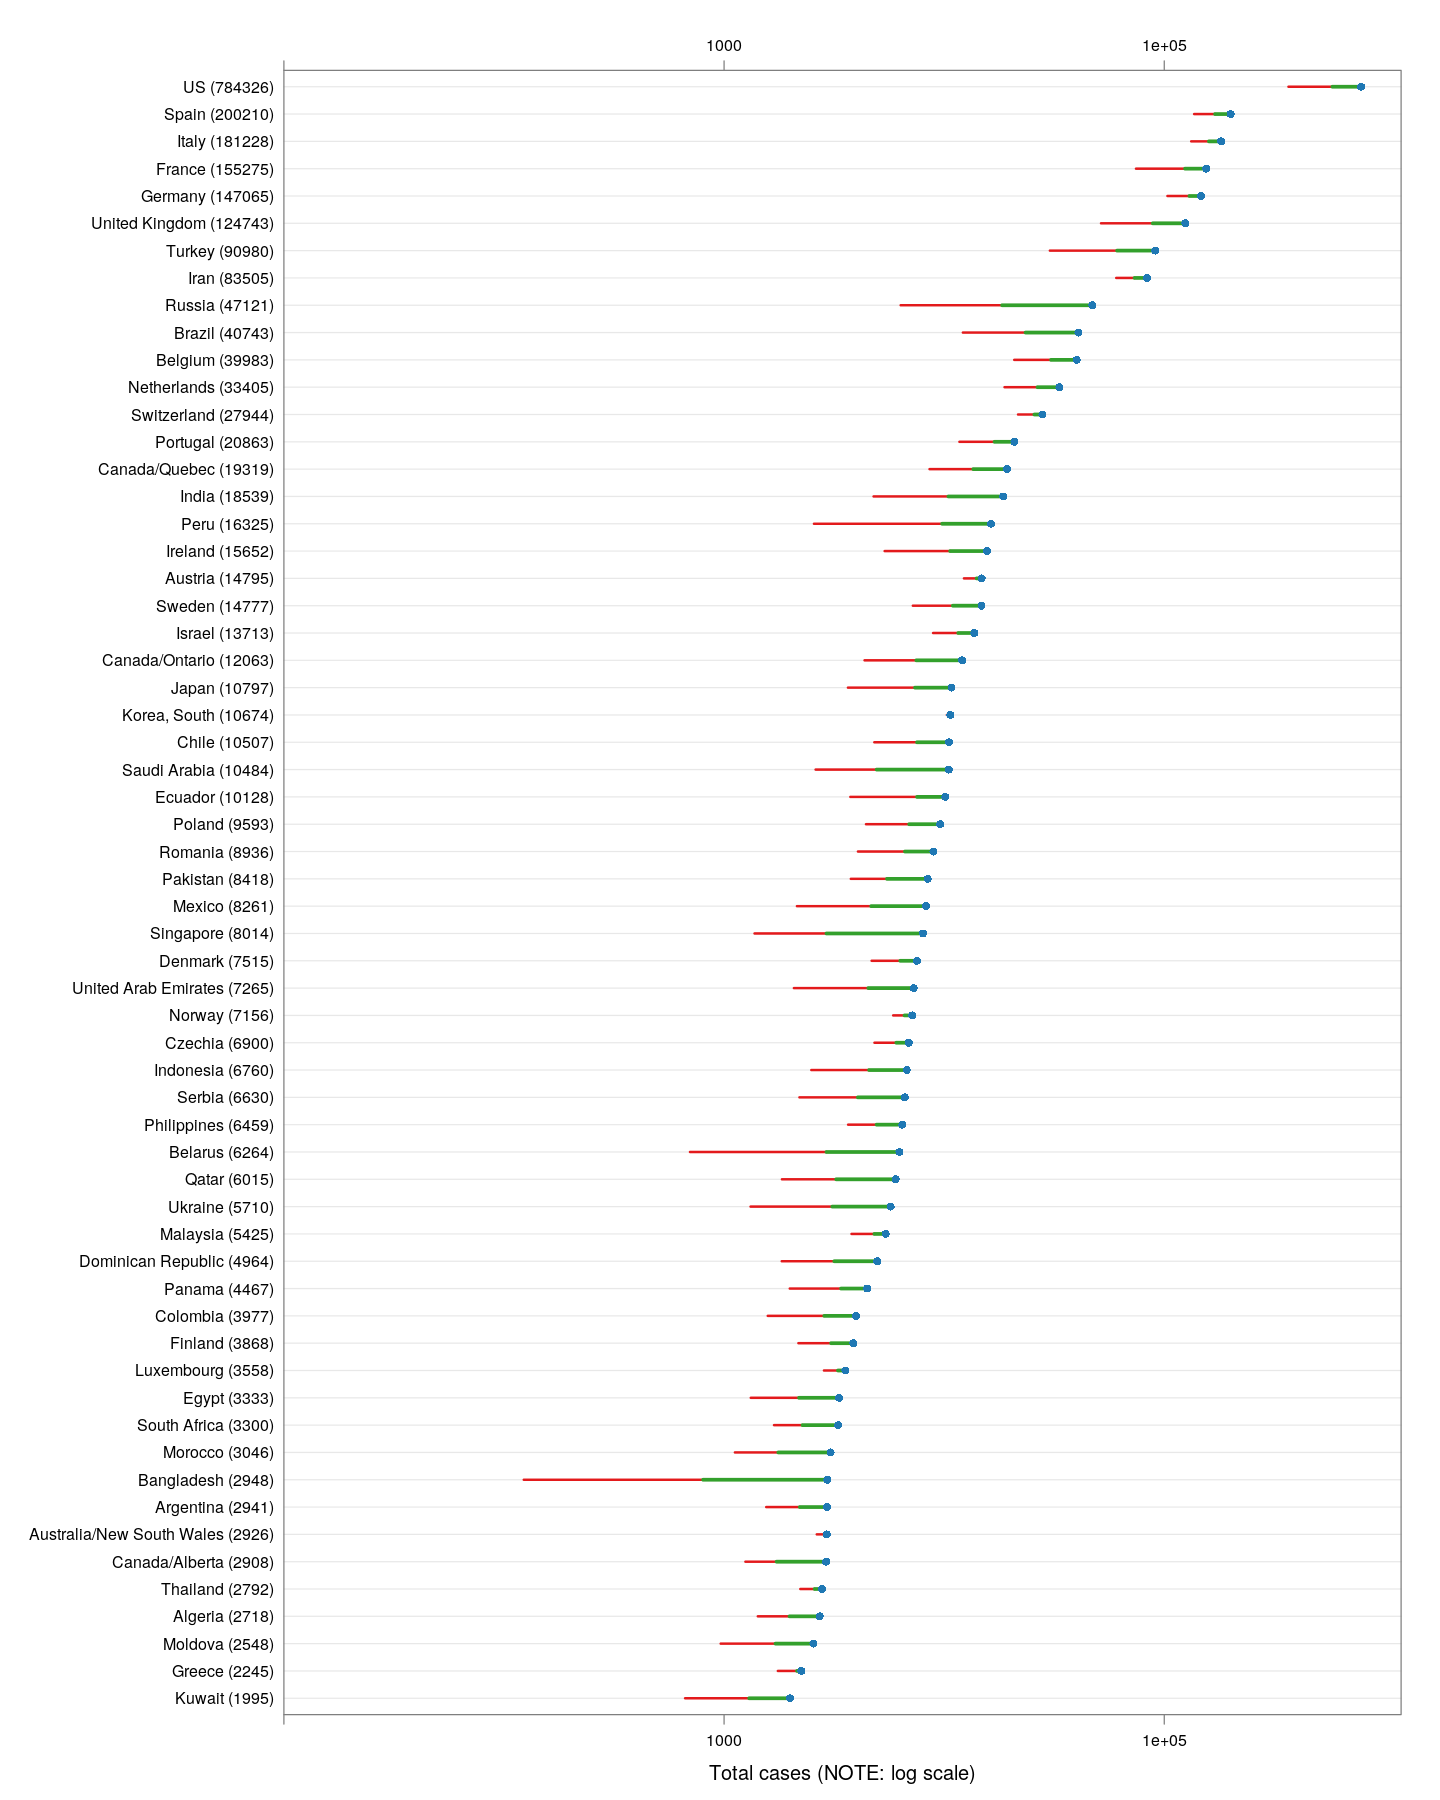 1000 1e+05
US (784326)
Spain (200210)
Italy (181228)
France (155275)
Germany (147065)
United Kingdom (124743)
Turkey (90980)
Iran (83505)
Russia (47121)
Brazil (40743)
Belgium (39983)
Netherlands (33405)
Switzerland (27944)
Portugal (20863)
Canada/Quebec (19319)
India (18539)
Peru (16325)
Ireland (15652)
Austria (14795)
Sweden (14777)
Israel (13713)
Canada/Ontario (12063)
Japan (10797)
Korea, South (10674)
Chile (10507)
Saudi Arabia (10484)
Ecuador (10128)
Poland (9593)
Romania (8936)
Pakistan (8418)
Mexico (8261)
Singapore (8014)
Denmark (7515)
United Arab Emirates (7265)
Norway (7156)
Czechia (6900)
Indonesia (6760)
Serbia (6630)
Philippines (6459)
Belarus (6264)
Qatar (6015)
Ukraine (5710)
Malaysia (5425)
Dominican Republic (4964)
Panama (4467)
Colombia (3977)
Finland (3868)
Luxembourg (3558)
Egypt (3333)
South Africa (3300)
Morocco (3046)
Bangladesh (2948)
Argentina (2941)
Australia/New South Wales (2926)
Canada/Alberta (2908)
Thailand (2792)
Algeria (2718)
Moldova (2548)
Greece (2245)
Kuwait (1995)
1000 1e+05
Total cases (NOTE: log scale)